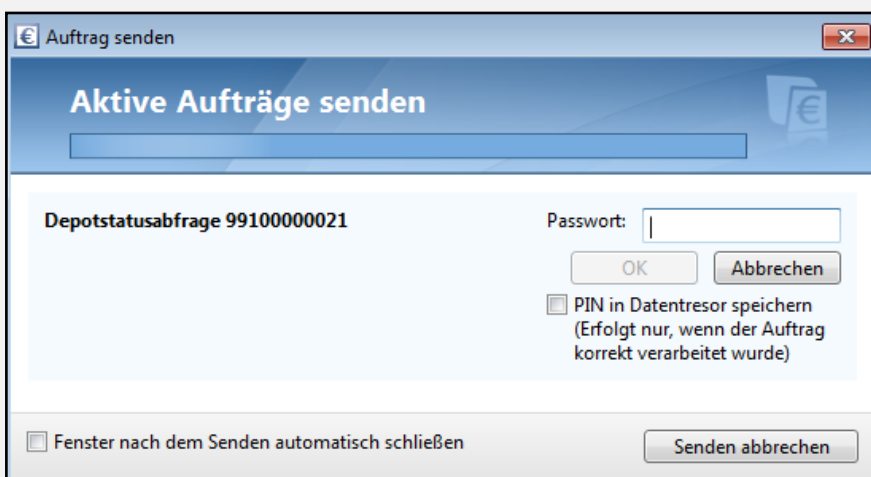 Auftrag senden
Aktive Aufträge senden
Depotstatusabfrage 99100000021
Passwort:
OK
Abbrechen
PIN in Datentresor speichern
(Erfolgt nur, wenn der Auftrag
korrekt verarbeitet wurde)
Fenster nach dem Senden automatisch schließen
Senden abbrechen